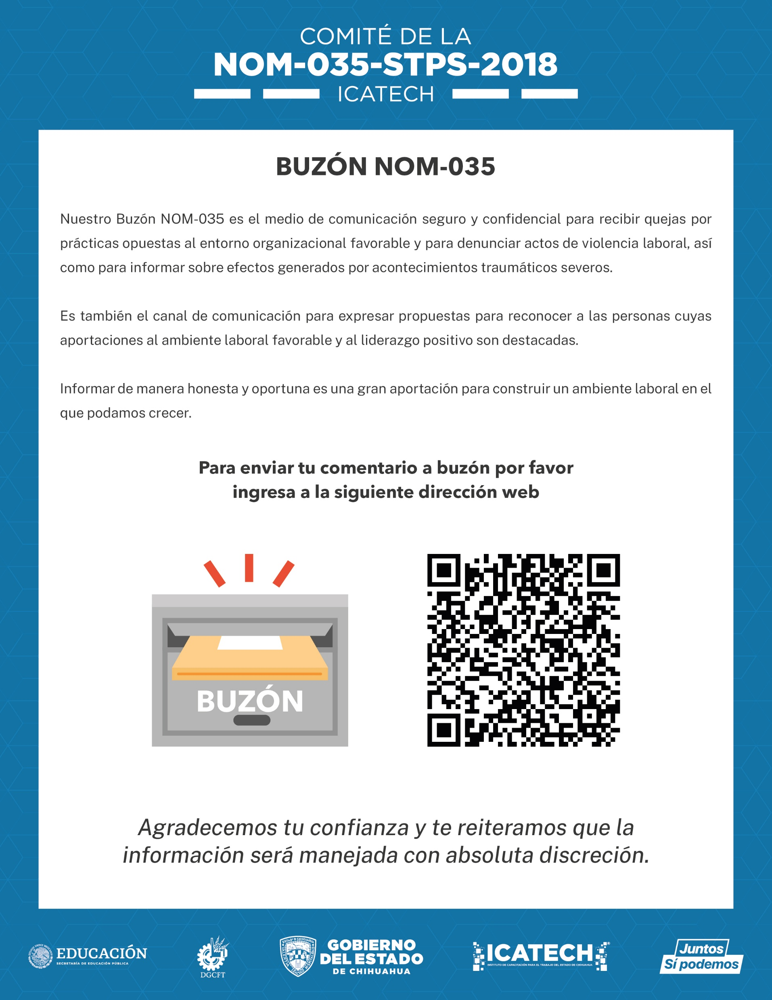 COMITÉ DE LA
NOM-035-STPS-2018
ICATECH
BUZÓN NOM-035
Nuestro Buzón NOM-035 es el medio de comunicación seguro y confidencial para recibir quejas por
prácticas opuestas al entorno organizacional favorable y para denunciar actos de violencia laboral, así
como para informar sobre efectos generados por acontecimientos traumáticos severos.
Es también el canal de comunicación para expresar propuestas para reconocer a las personas cuyas
aportaciones al ambiente laboral favorable y al liderazgo positivo son destacadas.
Informar de manera honesta y oportuna es una gran aportación para construir un ambiente laboral en el
que podamos crecer.
Para enviar tu comentario a buzón por favor
ingresa a la siguiente dirección web
BUZÓN
Agradecemos tu confianza y te reiteramos que la
información será manejada con absoluta discreción.
EDUCACIÓN
SECRETARÍA DE EDUCACIÓN PÚBLICA
DGCFT
GOBIERNO
DEL ESTADO
DE CHIHUAHUA
ICATECH
INSTITUTO DE CAPACITACIÓN PARA EL TRABAJO DEL ESTADO DE CHIHUAHUA
Juntos
Sí podemos